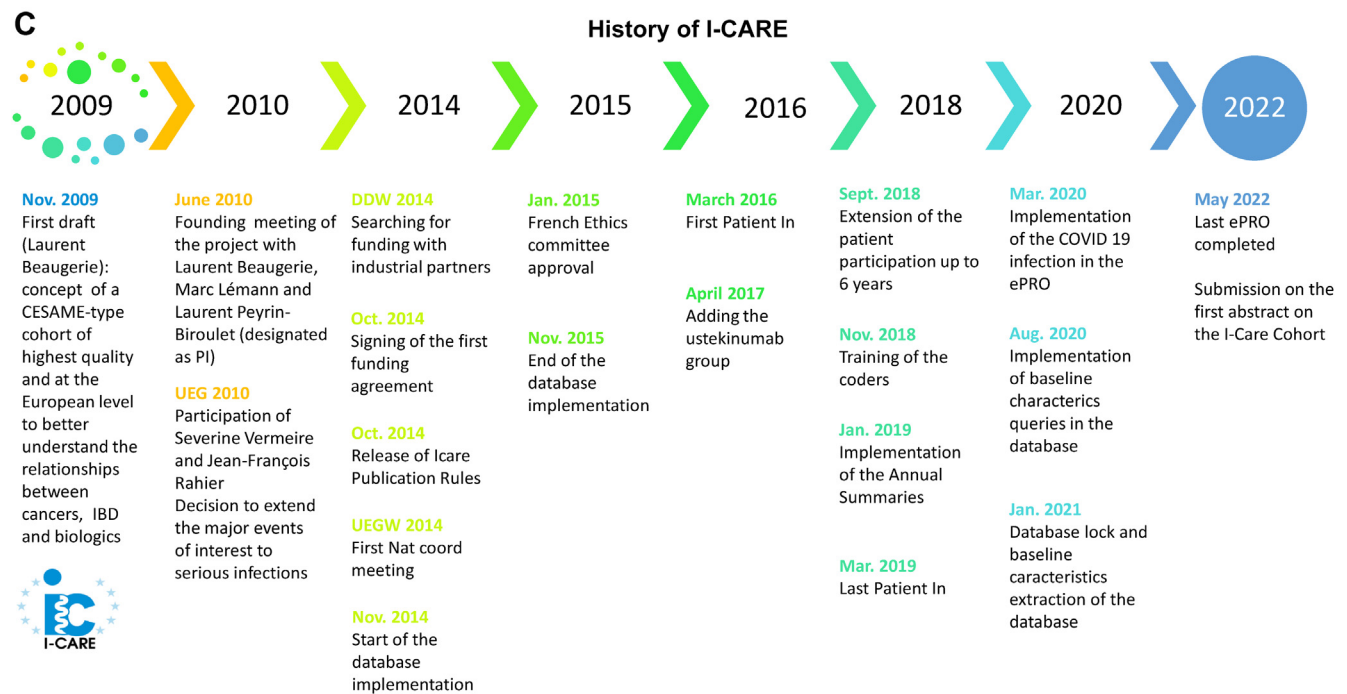 C
History of I-CARE
2009
2010
2014
2015
2016
2018
2020
2022
Nov. 2009
First draft
(Laurent
Beaugerie):
concept of a
CESAME-type
cohort of
highest quality
and at the
European level
to better
understand the
relationships
between
cancers, IBD
and biologics
I-CARE
June 2010
Founding meeting of
the project with
Laurent Beaugerie,
Marc Lémann and
Laurent Peyrin-
Biroulet (designated
as PI)
UEG 2010
Participation of
Severine Vermeire
and Jean-François
Rahier
Decision to extend
the major events
of interest to
serious infections
DDW 2014
Searching for
funding with
industrial partners
Oct. 2014
Signing of the first
funding
agreement
Oct. 2014
Release of Icare
Publication Rules
UEGW 2014
First Nat coord
meeting
Nov. 2014
Start of the
database
implementation
Jan. 2015
French Ethics
committee
approval
Nov. 2015
End of the
database
implementation
March 2016
First Patient In
April 2017
Adding the
ustekinumab
group
Sept. 2018
Extension of the
patient
participation up to
6 years
Nov. 2018
Training of the
coders
Jan. 2019
Implementation
of the Annual
Summaries
Mar. 2019
Last Patient In
Mar. 2020
Implementation
of the COVID 19
infection in the
ePRO
Aug. 2020
Implementation
of baseline
characterics
queries in the
database
Jan. 2021
Database lock and
baseline
caracteristics
extraction of the
database
May 2022
Last ePRO
completed
Submission on the
first abstract on
the I-Care Cohort